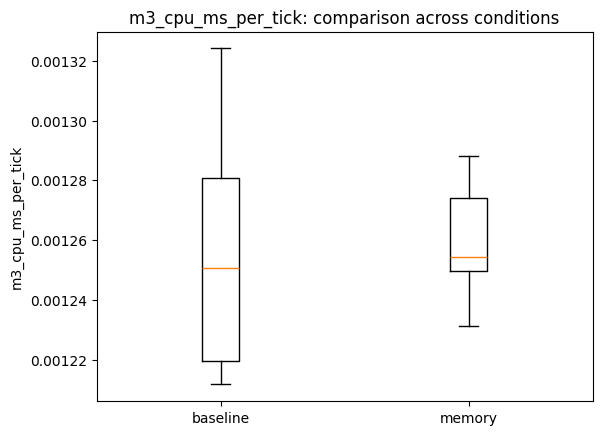 m3_cpu_ms_per_tick: comparison across conditions
m3_cpu_ms_per_tick
0.00132
0.00130
0.00128
0.00126
0.00124
0.00122
baseline
memory